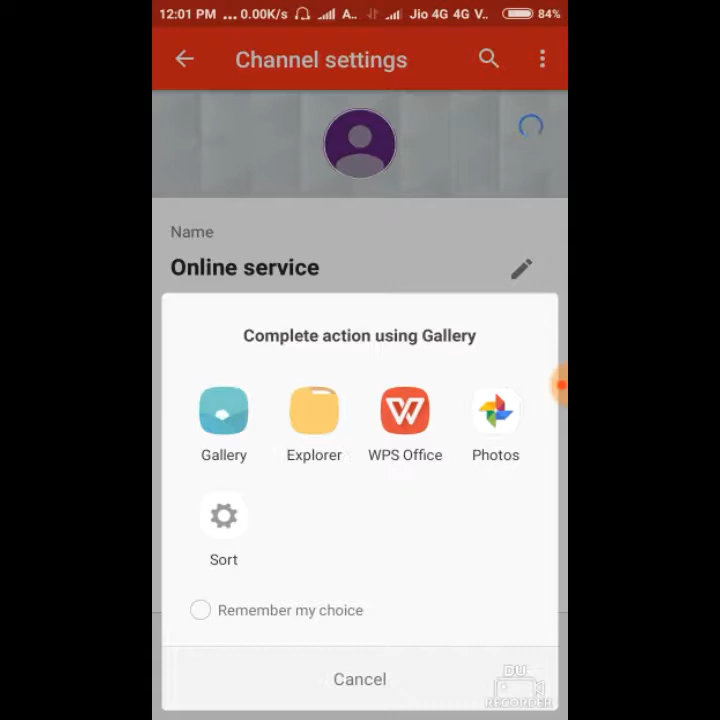 12:01 PM ... 0.00K/s A.. Jio 4G 4G V.. 84%
Channel settings
Name
Online service
Complete action using Gallery
Gallery Explorer WPS Office Photos
Sort
Remember my choice
Cancel
DU
RECORDER